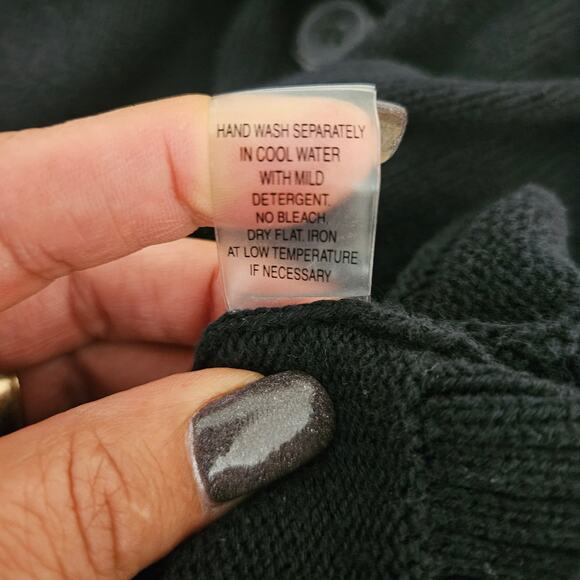 HAND WASH SEPARATELY
IN COOL WATER
WITH MILD
DETERGENT.
NO BLEACH.
DRY FLAT. IRON
AT LOW TEMPERATURE
IF NECESSARY